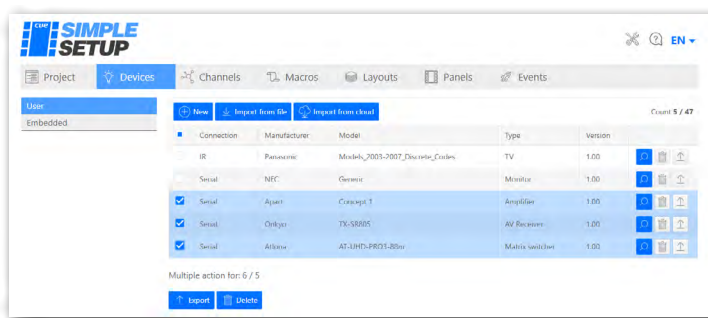 cue SIMPLE
SETUP
EN
Project Devices Channels Macros Layouts Panels Events
User
Embedded
New Import from file Import from cloud Count 5 / 47
Connection Manufacturer Model Type Version
IR Panasonic Models_2003-2007_Discrete_Codes TV 1.00
Serial NEC Generic Monitor 1.00
Serial Apart Concept 1 Amplifier 1.00
Serial Onkyo TX-SR805 AV Receiver 1.00
Serial Atlona AT-UHD-PRO3-88m Matrix switcher 1.00
Multiple action for: 6 / 5
Export Delete